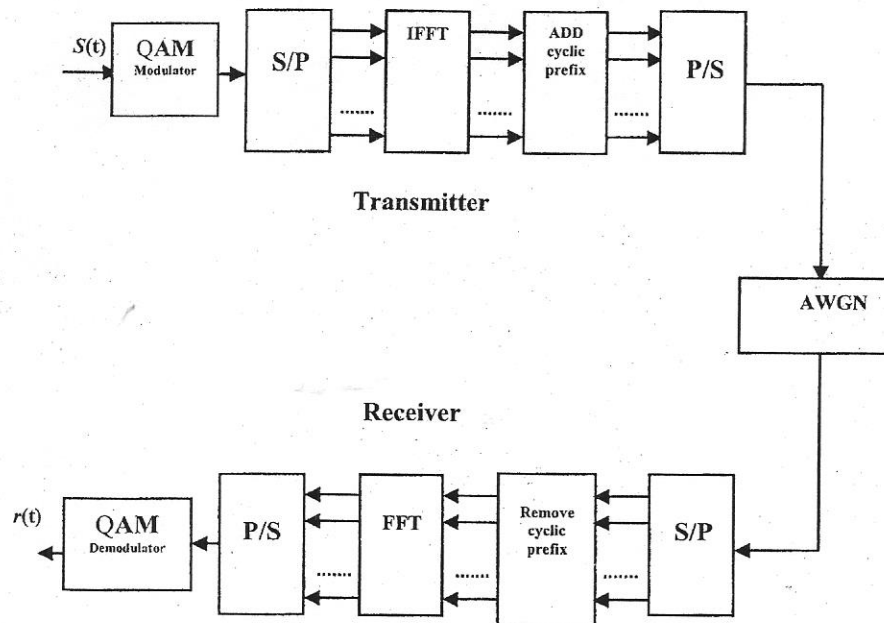 S(t)
QAM
Modulator
S/P
.......
IFFT
.......
ADD
cyclic
prefix
.......
P/S
Transmitter
AWGN
Receiver
r(t)
QAM
Demodulator
P/S
.......
FFT
.......
Remove
cyclic
prefix
.......
S/P